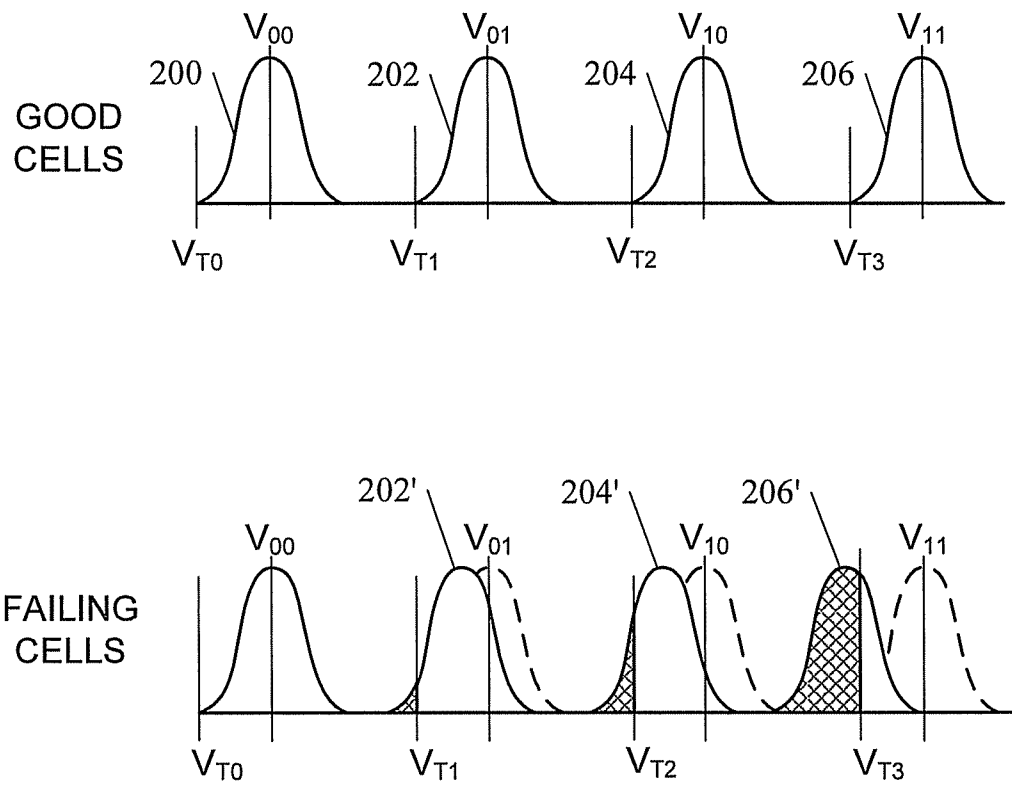 V00 V01 V10 V11
200 202 204 206
GOOD
CELLS
VT0 VT1 VT2 VT3
202' 204' 206'
V00 V01 V10 V11
FAILING
CELLS
VT0 VT1 VT2 VT3